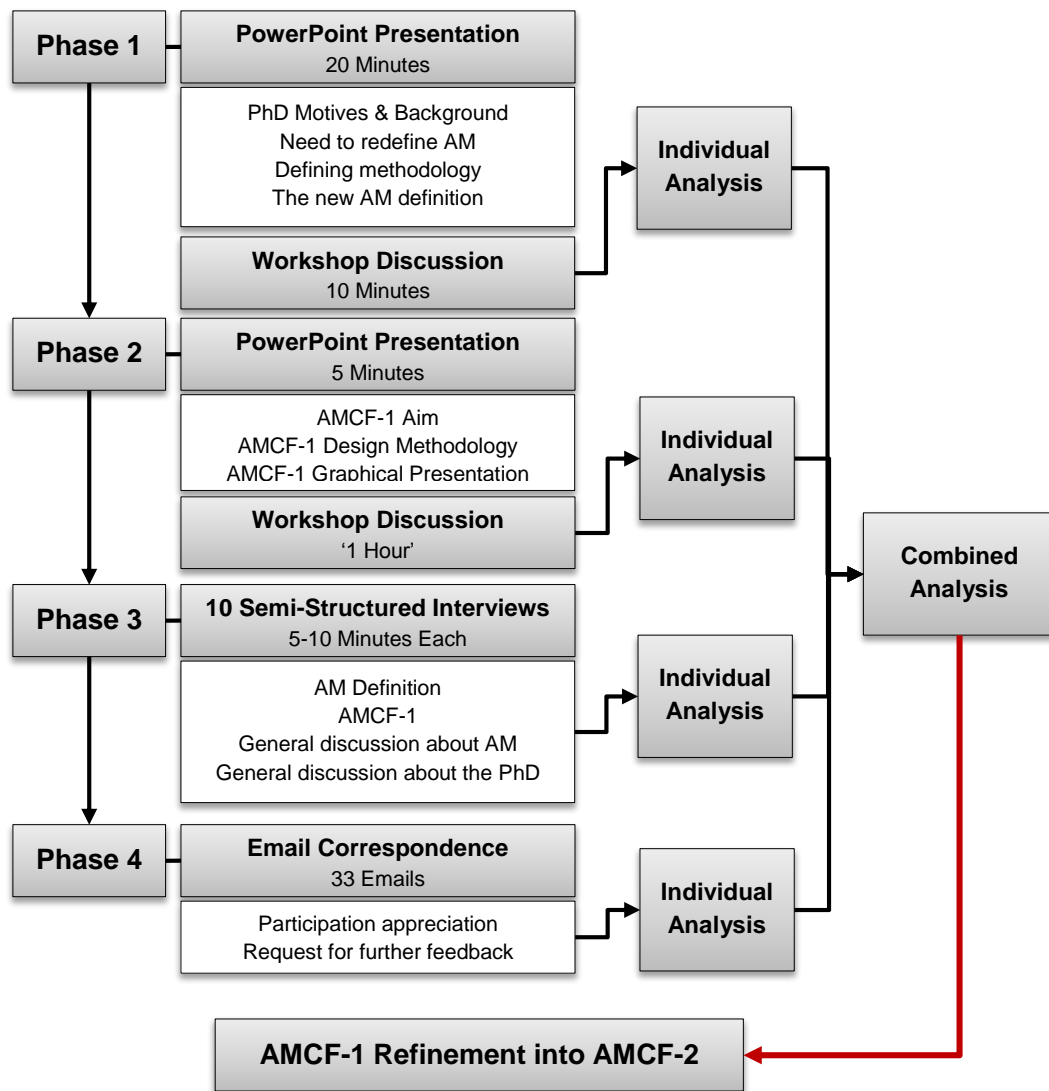 Phase 1
PowerPoint Presentation
20 Minutes
PhD Motives & Background
Need to redefine AM
Defining methodology
The new AM definition
Workshop Discussion
10 Minutes
Individual
Analysis
Phase 2
PowerPoint Presentation
5 Minutes
AMCF-1 Aim
AMCF-1 Design Methodology
AMCF-1 Graphical Presentation
Workshop Discussion
‘1 Hour’
Individual
Analysis
Combined
Analysis
Phase 3
10 Semi-Structured Interviews
5-10 Minutes Each
AM Definition
AMCF-1
General discussion about AM
General discussion about the PhD
Individual
Analysis
Phase 4
Email Correspondence
33 Emails
Participation appreciation
Request for further feedback
Individual
Analysis
AMCF-1 Refinement into AMCF-2